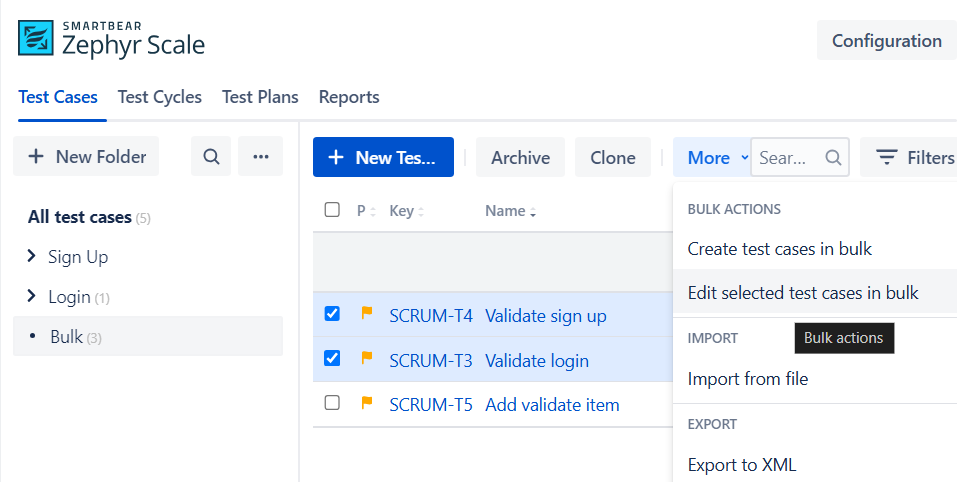 SMARTBEAR
Zephyr Scale
Configuration
Test Cases Test Cycles Test Plans Reports
+ New Folder ...
+ New Tes... Archive Clone More Sear... Filters
All test cases (5)
Sign Up
Login (1)
• Bulk (3)
P Key Name
SCRUM-T4 Validate sign up
SCRUM-T3 Validate login
SCRUM-T5 Add validate item
BULK ACTIONS
Create test cases in bulk
Edit selected test cases in bulk
IMPORT
Bulk actions
Import from file
EXPORT
Export to XML